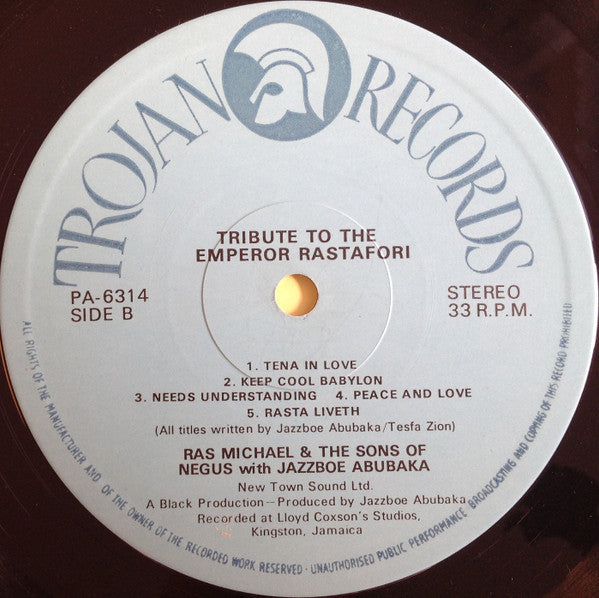 TROJAN RECORDS
TRIBUTE TO THE
EMPEROR RASTAFORI
PA-6314
SIDE B
STEREO
33 R.P.M.
1. TENA IN LOVE
2. KEEP COOL BABYLON
3. NEEDS UNDERSTANDING 4. PEACE AND LOVE
5. RASTA LIVETH
(All titles written by Jazzboe Abubaka/Tesfa Zion)
RAS MICHAEL & THE SONS OF
NEGUS with JAZZBOE ABUBAKA
New Town Sound Ltd.
A Black Production—Produced by Jazzboe Abubaka
Recorded at Lloyd Coxson's Studios,
Kingston, Jamaica
ALL RIGHTS OF THE MANUFACTURER AND OF THE OWNER OF THE RECORDED WORK RESERVED · UNAUTHORISED PUBLIC PERFORMANCE BROADCASTING AND COPYING OF THIS RECORD PROHIBITED